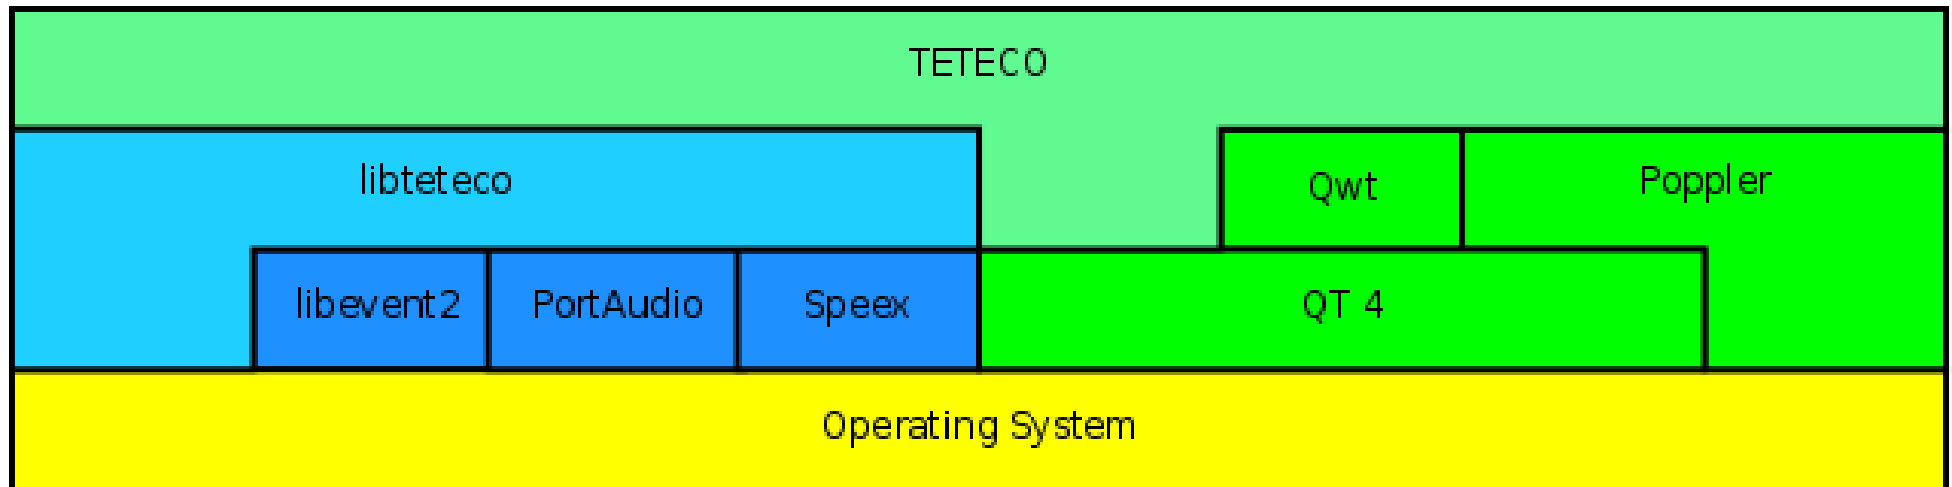 TETECO
libteteco
Qwt
Poppler
libevent2
PortAudio
Speex
QT 4
Operating System